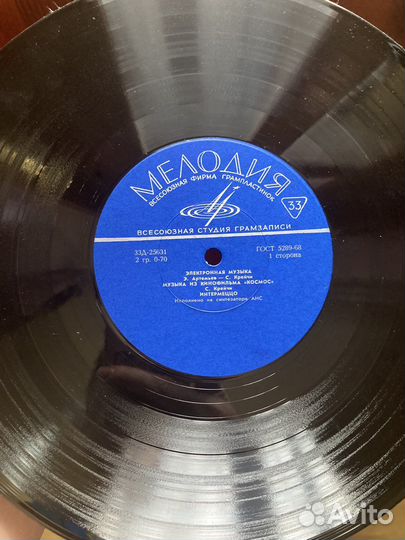 МЕЛОДИЯ
ВСЕСОЮЗНАЯ ФИРМА ГРАМПЛАСТИНОК
33
ВСЕСОЮЗНАЯ СТУДИЯ ГРАМЗАПИСИ
33Д-25631 ГОСТ 5289-68
2 гр. 0-70 1 сторона
ЭЛЕКТРОННАЯ МУЗЫКА
Э. Артемьев — С. Крейчи
МУЗЫКА ИЗ КИНОФИЛЬМА «КОСМОС»
С. Крейчи
ИНТЕРМЕЦЦО
Исполнено на синтезаторе АНС
Avito